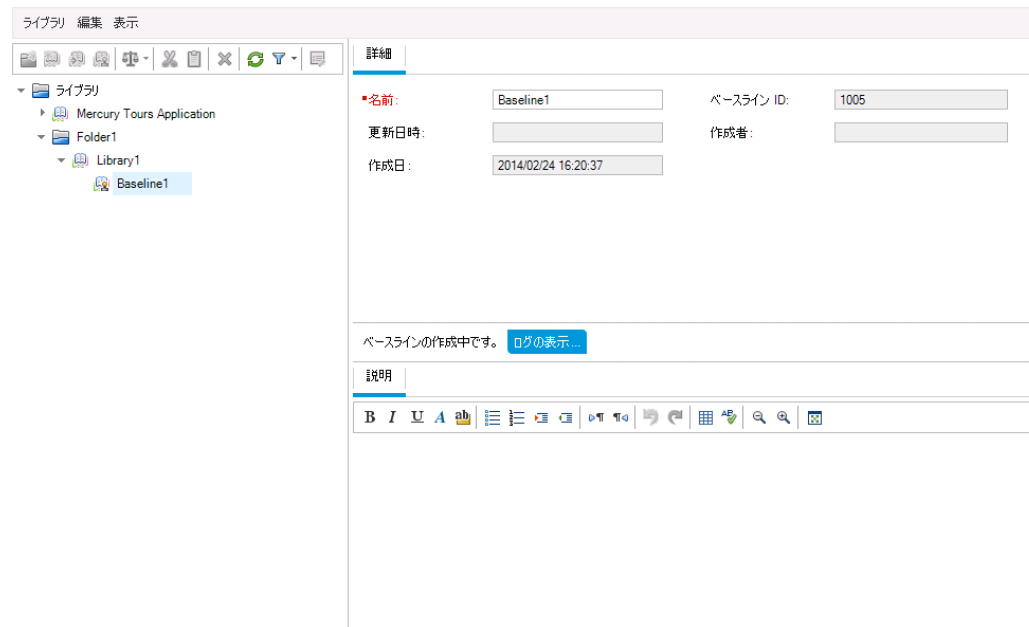 ライブラリ 編集 表示
詳細
ライブラリ
Mercury Tours Application
Folder1
Library1
Baseline1
名前:
Baseline1
ベースライン ID:
1005
更新日時:
作成者:
作成日:
2014/02/24 16:20:37
ベースラインの作成中です。 ログの表示...
説明
B I U A ab